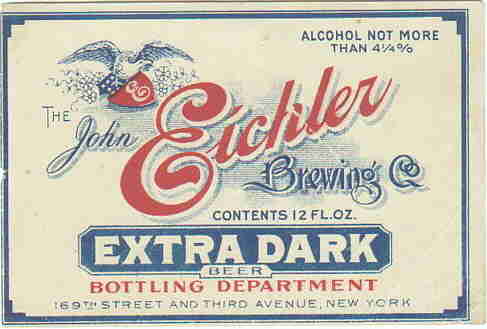 ALCOHOL NOT MORE
THAN 4¼%
THE
John Eichler
Brewing Co
CONTENTS 12 FL.OZ.
EXTRA DARK
BEER
BOTTLING DEPARTMENT
169TH STREET AND THIRD AVENUE, NEW YORK